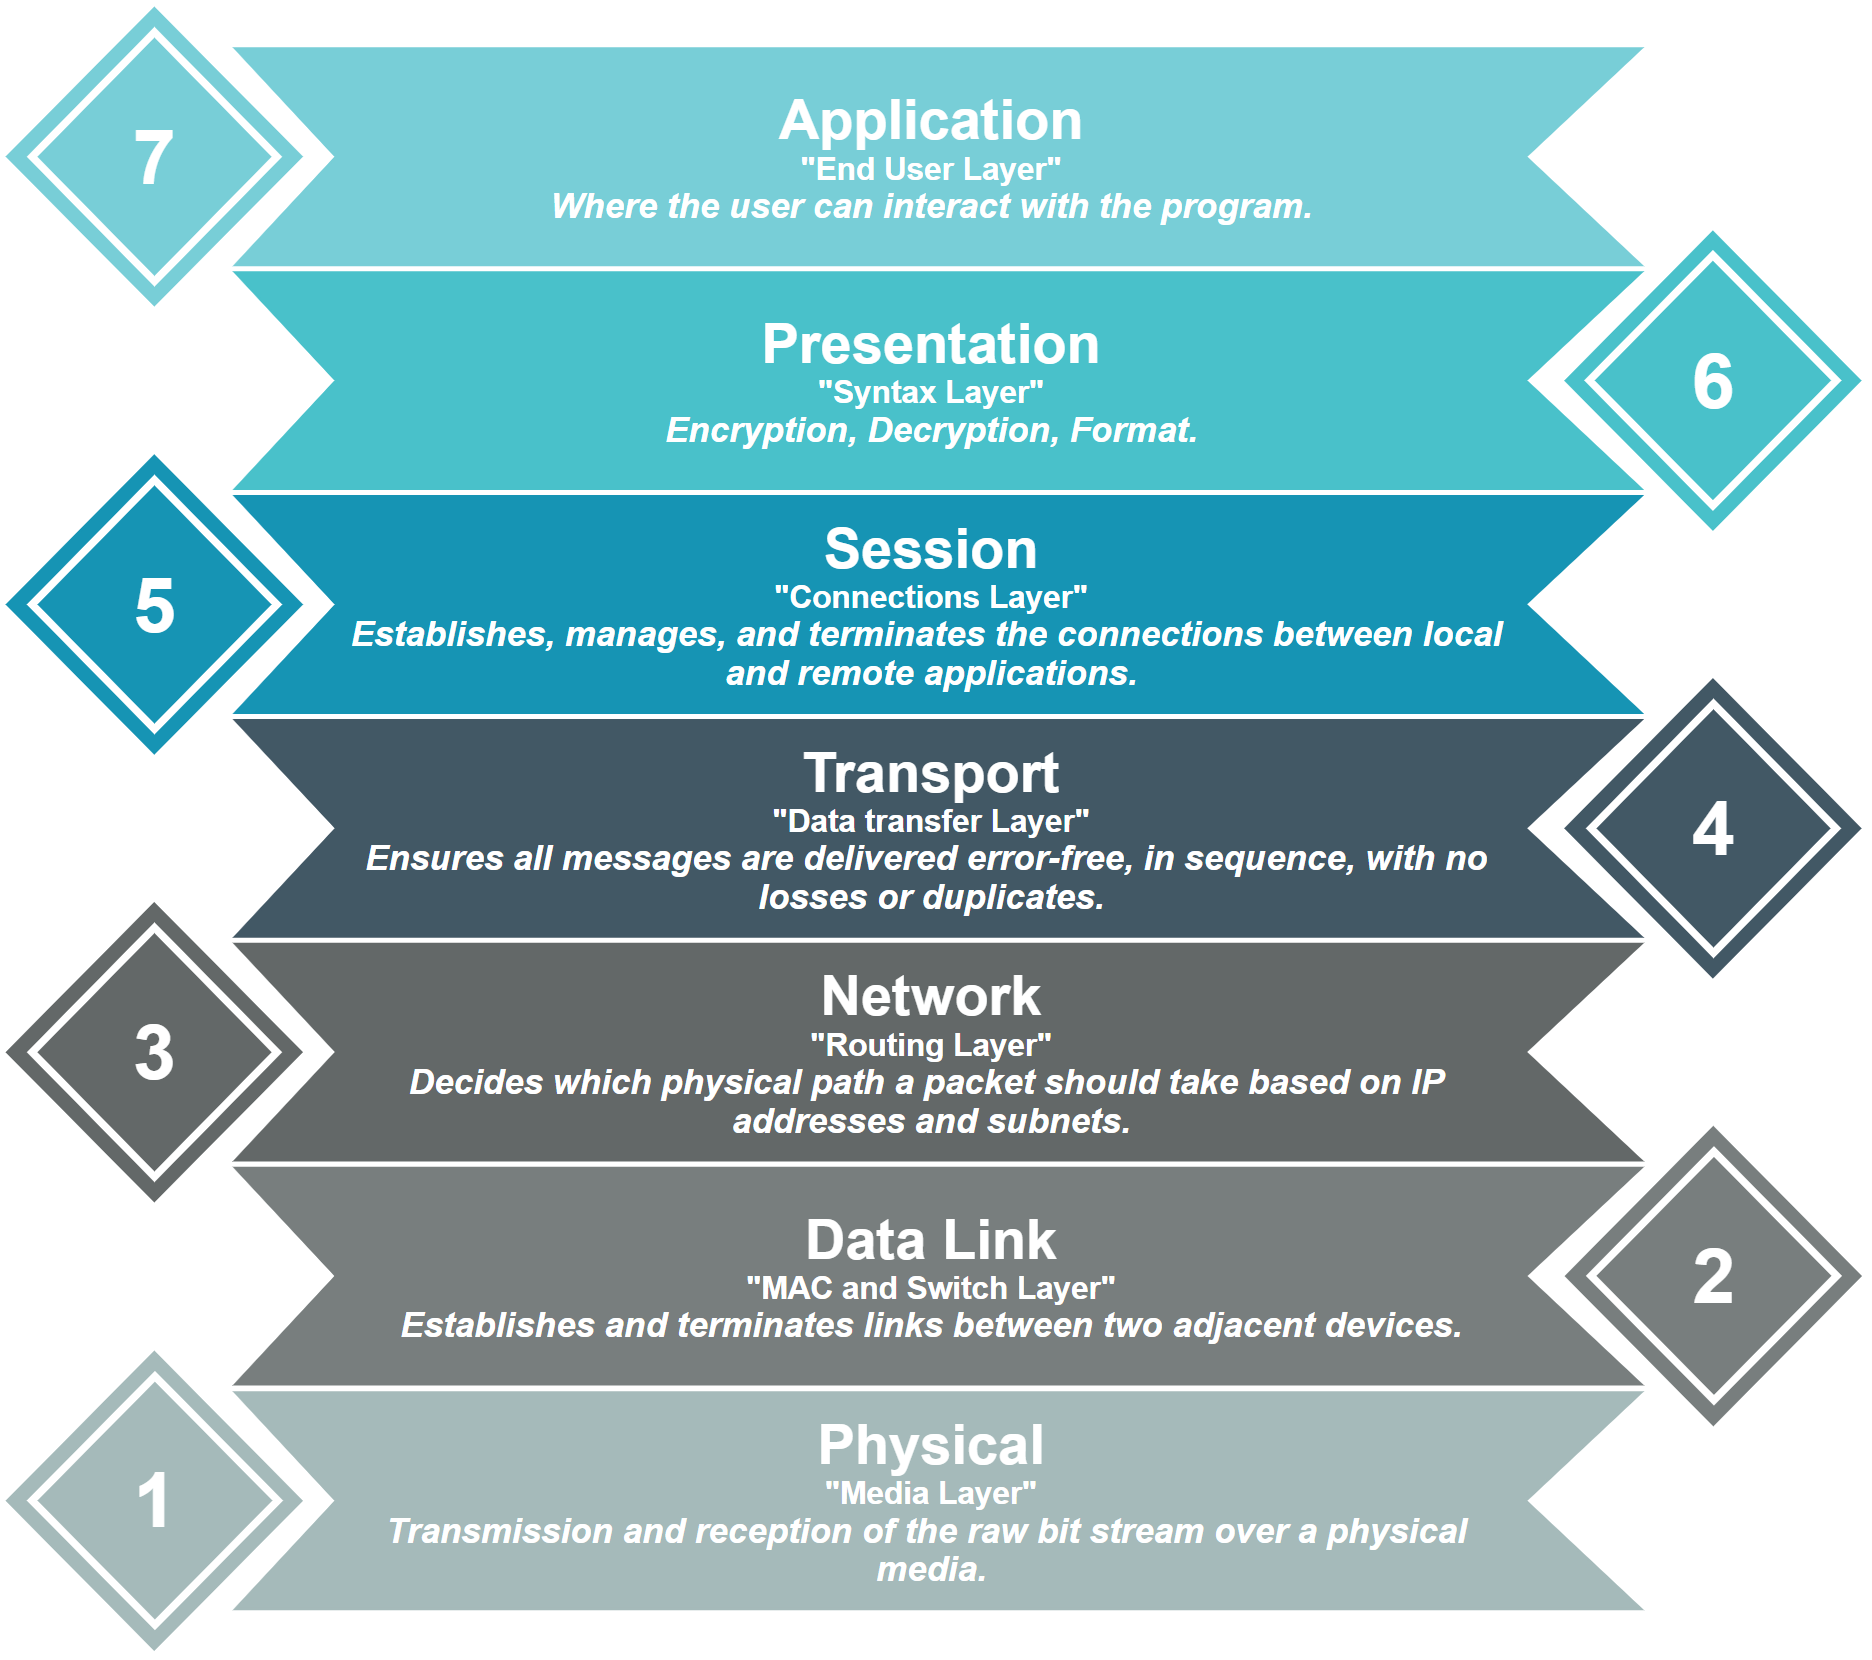 7
Application
"End User Layer"
Where the user can interact with the program.
Presentation
"Syntax Layer"
Encryption, Decryption, Format.
6
5
Session
"Connections Layer"
Establishes, manages, and terminates the connections between local
and remote applications.
Transport
"Data transfer Layer"
Ensures all messages are delivered error-free, in sequence, with no
losses or duplicates.
4
3
Network
"Routing Layer"
Decides which physical path a packet should take based on IP
addresses and subnets.
Data Link
"MAC and Switch Layer"
Establishes and terminates links between two adjacent devices.
2
1
Physical
"Media Layer"
Transmission and reception of the raw bit stream over a physical
media.